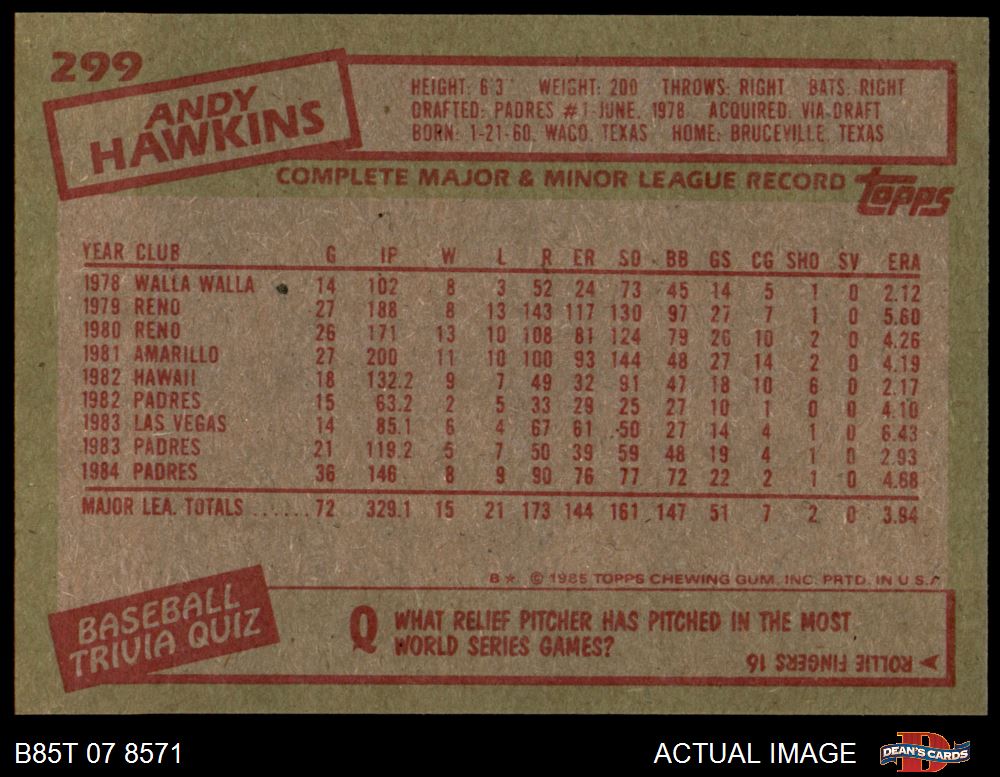 299
ANDY
HAWKINS
HEIGHT: 6'3" WEIGHT: 200 THROWS: RIGHT BATS: RIGHT
DRAFTED: PADRES #1-JUNE, 1978 ACQUIRED: VIA DRAFT
BORN: 1-21-60, WACO, TEXAS HOME: BRUCEVILLE, TEXAS
COMPLETE MAJOR & MINOR LEAGUE RECORD
Topps
YEAR CLUB G IP W L R ER SO BB GS CG SHO SV ERA
1978 WALLA WALLA 14 102 8 3 52 24 73 45 14 5 1 0 2.12
1979 RENO 27 188 8 13 143 117 130 97 27 7 1 0 5.60
1980 RENO 26 171 13 10 108 81 124 79 26 10 2 0 4.26
1981 AMARILLO 27 200 11 10 100 93 144 48 27 14 2 0 4.19
1982 HAWAII 18 132.2 9 7 49 32 91 47 18 10 6 0 2.17
1982 PADRES 15 63.2 2 5 33 29 25 27 10 1 0 0 4.10
1983 LAS VEGAS 14 85.1 6 4 67 61 50 27 14 4 1 0 6.43
1983 PADRES 21 119.2 5 7 50 39 59 48 19 4 1 0 2.93
1984 PADRES 36 146 8 9 90 76 77 72 22 2 1 0 4.68
MAJOR LEA. TOTALS ...... 72 329.1 15 21 173 144 161 147 51 7 2 0 3.94
B* © 1985 TOPPS CHEWING GUM, INC. PRTD. IN U.S.A.
BASEBALL
TRIVIA QUIZ
Q WHAT RELIEF PITCHER HAS PITCHED IN THE MOST
WORLD SERIES GAMES?
ROLLIE FINGERS 16
B85T 07 8571
ACTUAL IMAGE
DEAN'S CARDS